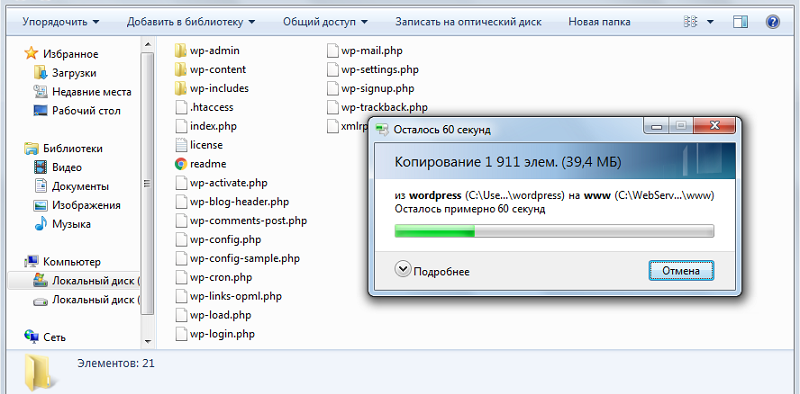 Упорядочить Добавить в библиотеку Общий доступ Записать на оптический диск Новая папка
Избранное
Загрузки
Недавние места
Рабочий стол
Библиотеки
Видео
Документы
Изображения
Музыка
Компьютер
Локальный диск (
Локальный диск (
Сеть
wp-admin
wp-content
wp-includes
.htaccess
index.php
license
readme
wp-activate.php
wp-blog-header.php
wp-comments-post.php
wp-config.php
wp-config-sample.php
wp-cron.php
wp-links-opml.php
wp-load.php
wp-login.php
wp-mail.php
wp-settings.php
wp-signup.php
wp-trackback.php
xmlrp
Осталось 60 секунд
Копирование 1 911 элем. (39,4 МБ)
из wordpress (C:\Use...\wordpress) на www (C:\WebServ...\www)
Осталось примерно 60 секунд
Подробнее
Отмена
Элементов: 21